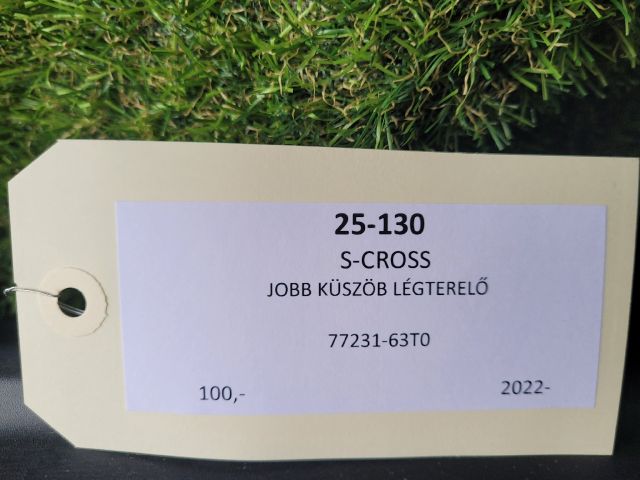 25-130
S-CROSS
JOBB KÜSZÖB LÉGTERELŐ
77231-63T0
100,- 2022-